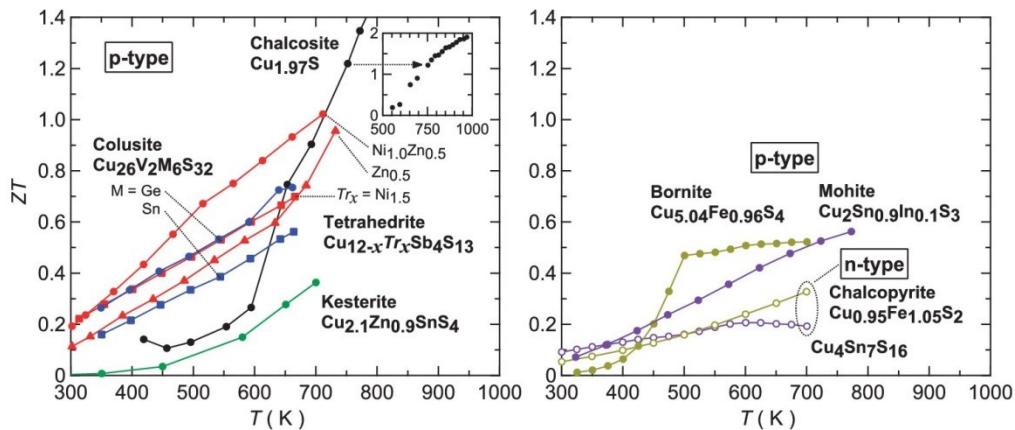 1.4
1.2
1.0
0.8
0.6
0.4
0.2
0
ZT
300 400 500 600 700 800 900 1000
T ( K )
p-type
Chalcosite
Cu1.97S
2
1
0
500 750 1000
Colusite
Cu26V2M6S32
M = Ge
Sn
Ni1.0Zn0.5
Zn0.5
Trx = Ni1.5
Tetrahedrite
Cu12-xTrxSb4S13
Kesterite
Cu2.1Zn0.9SnS4
1.4
1.2
1.0
0.8
0.6
0.4
0.2
0
300 400 500 600 700 800 900 1000
T ( K )
p-type
Bornite
Cu5.04Fe0.96S4
Mohite
Cu2Sn0.9In0.1S3
n-type
Chalcopyrite
Cu0.95Fe1.05S2
Cu4Sn7S16